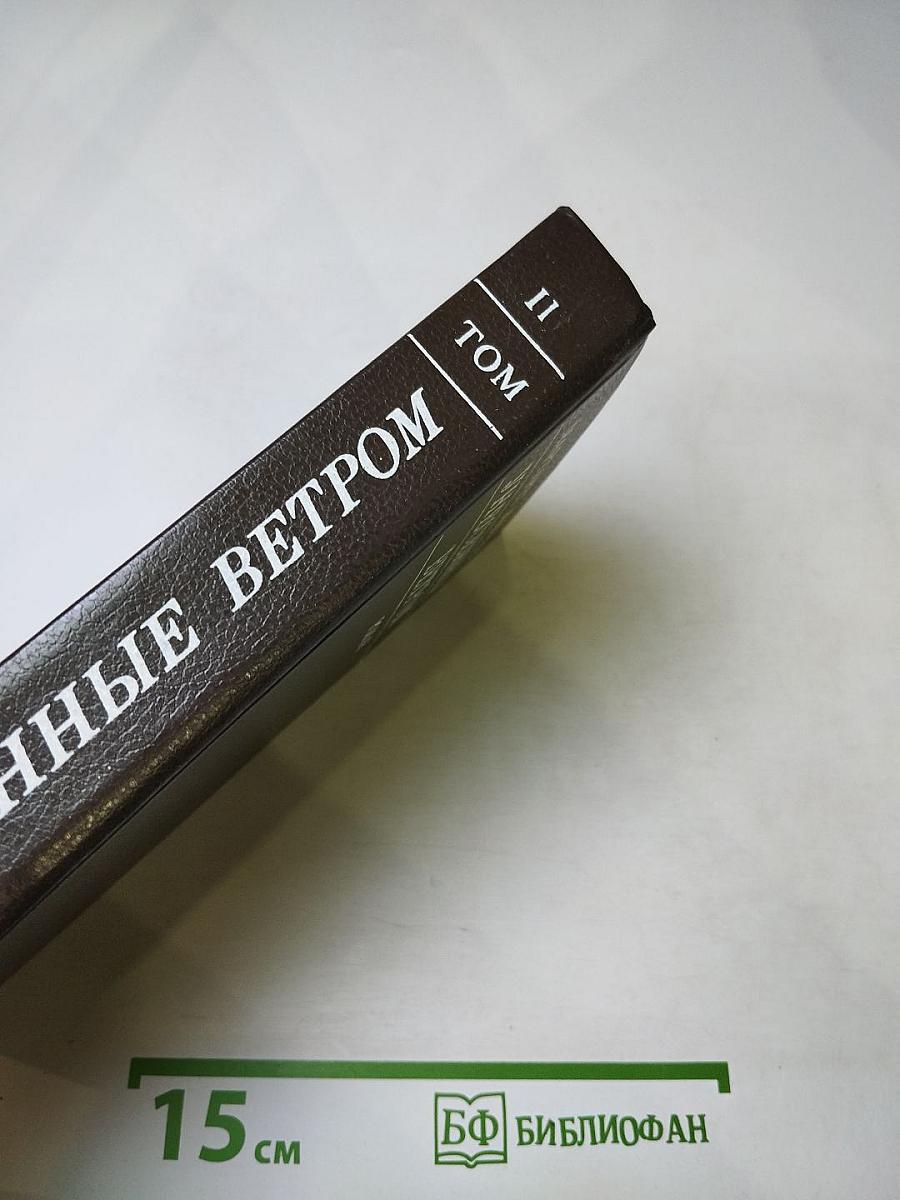 ННЫЕ ВЕТРОМ
ТОМ
II
15 см
БФ БИБЛИОФАН